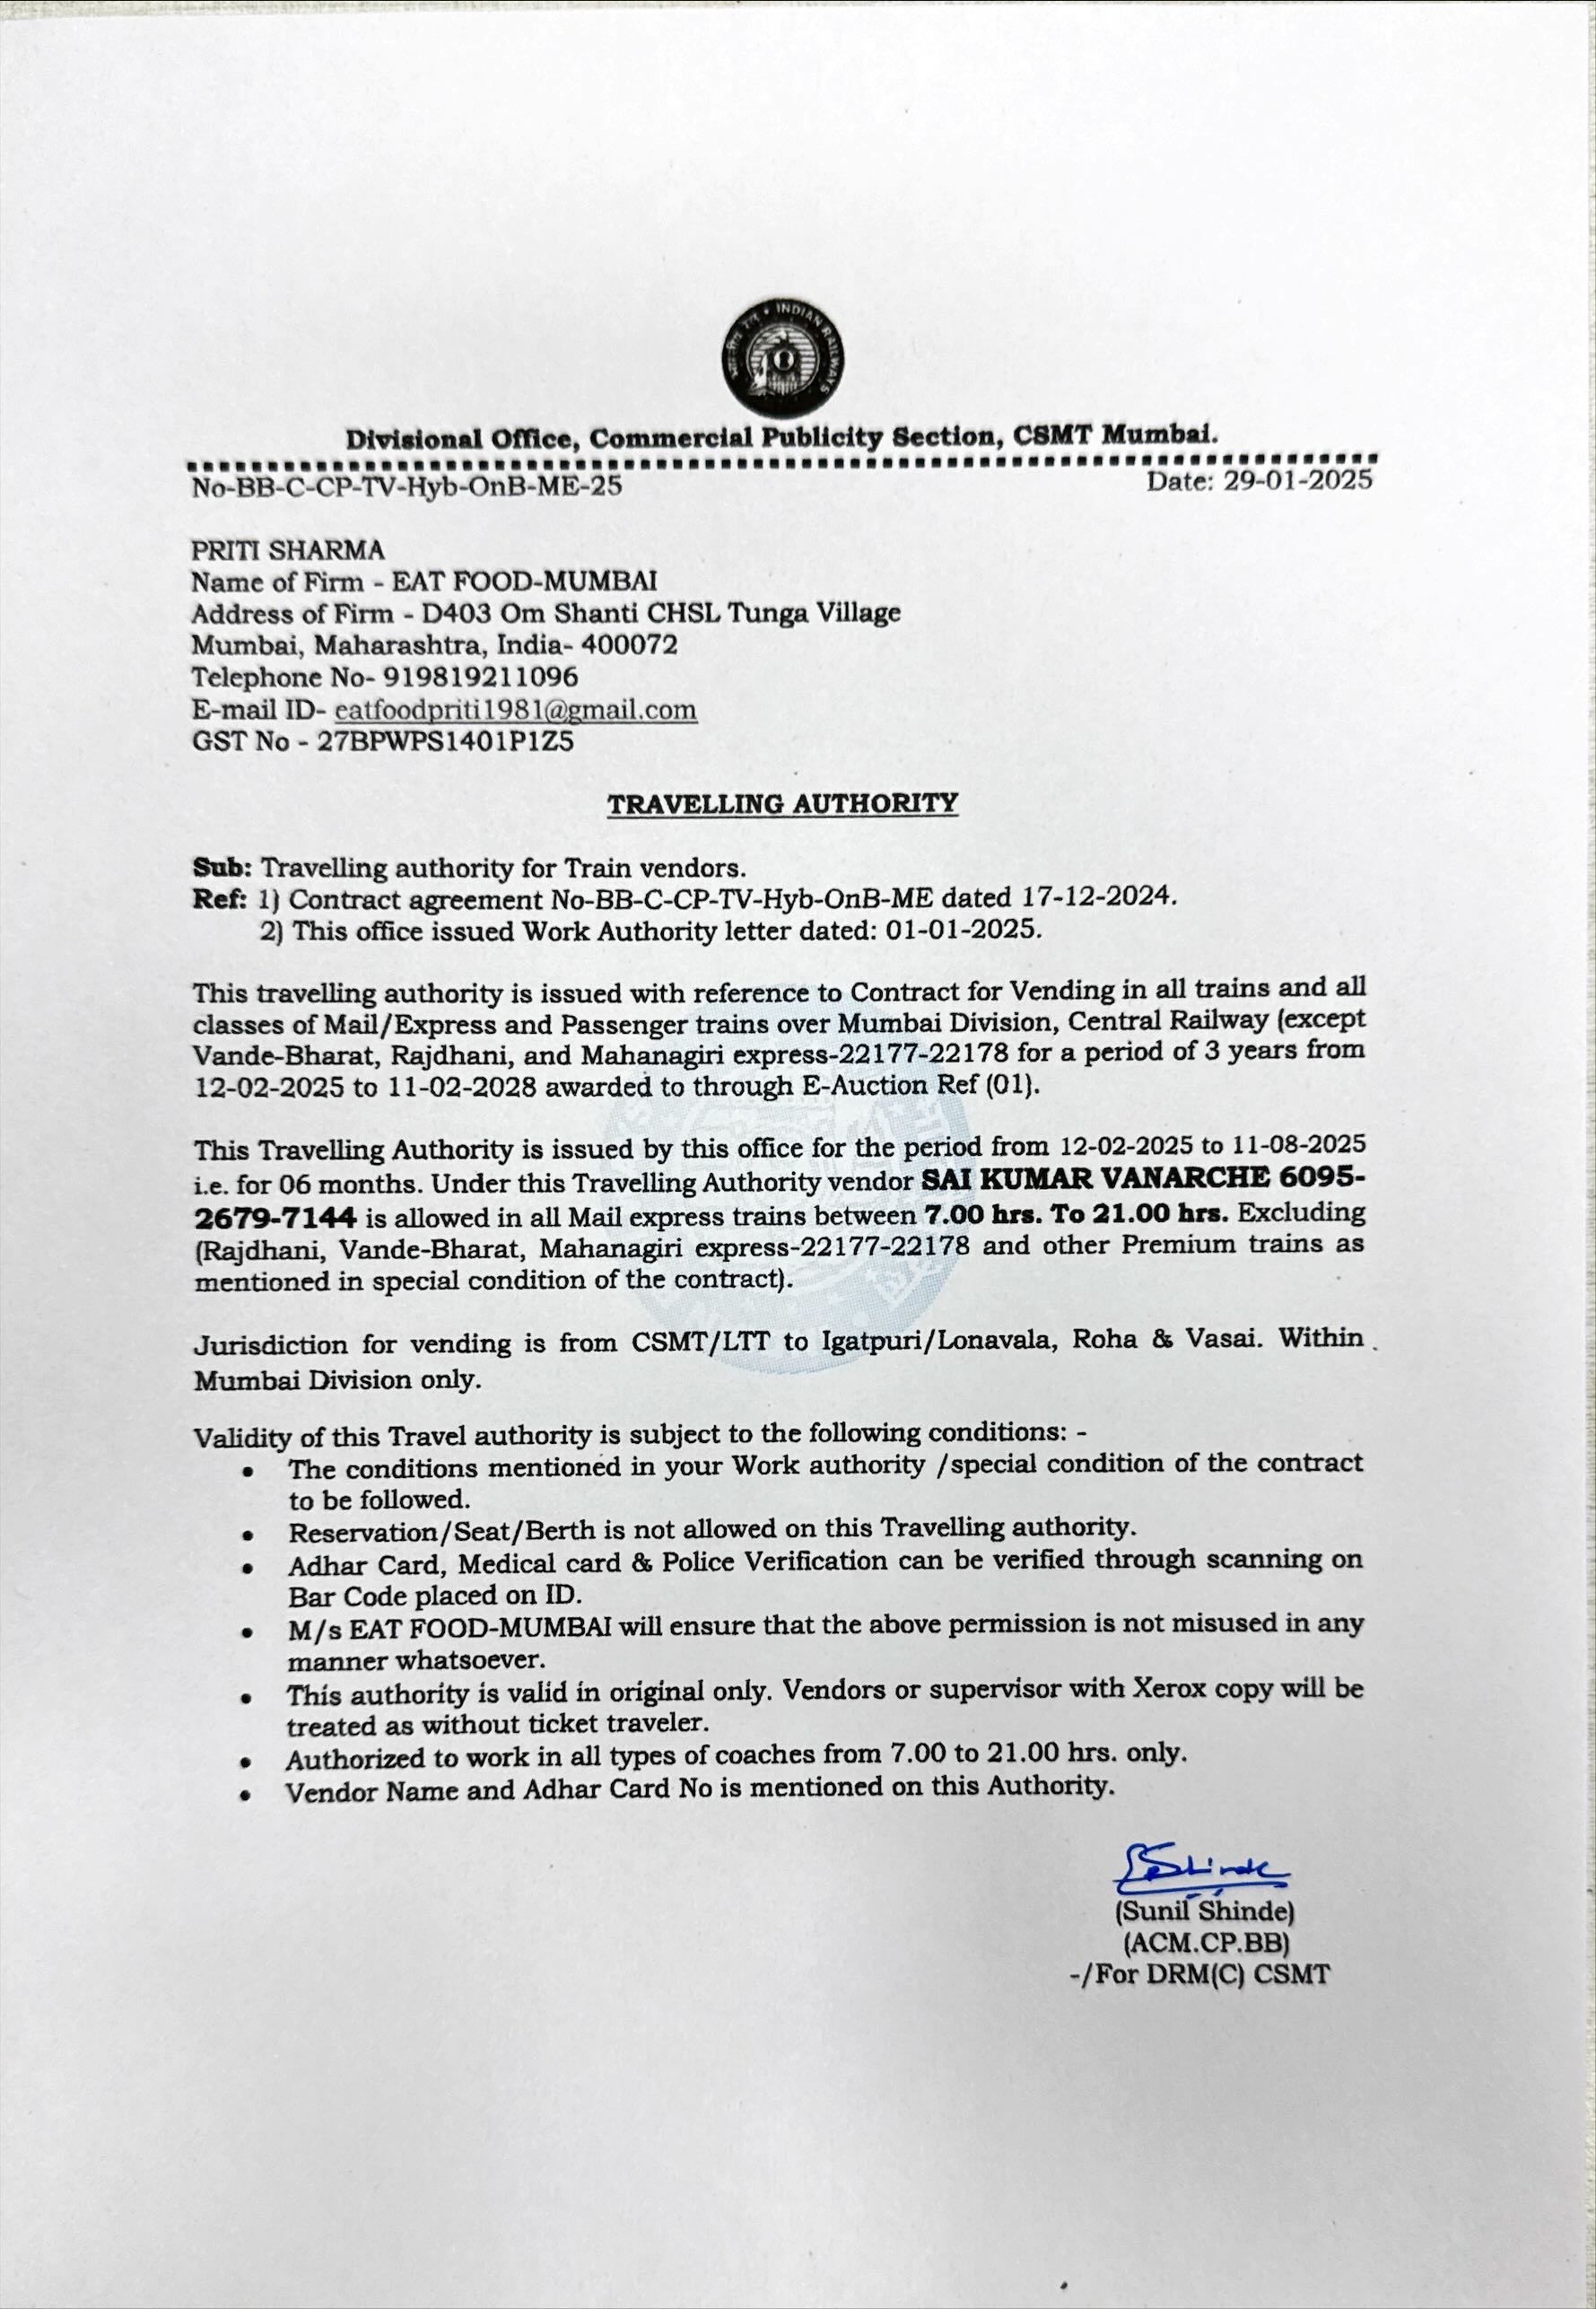 भारतीय रेल * INDIAN RAILWAYS
Divisional Office, Commercial Publicity Section, CSMT Mumbai.
No-BB-C-CP-TV-Hyb-OnB-ME-25 Date: 29-01-2025
PRITI SHARMA
Name of Firm - EAT FOOD-MUMBAI
Address of Firm - D403 Om Shanti CHSL Tunga Village
Mumbai, Maharashtra, India- 400072
Telephone No- 919819211096
E-mail ID- eatfoodpriti1981@gmail.com
GST No - 27BPWPS1401P1Z5
TRAVELLING AUTHORITY
Sub: Travelling authority for Train vendors.
Ref: 1) Contract agreement No-BB-C-CP-TV-Hyb-OnB-ME dated 17-12-2024.
2) This office issued Work Authority letter dated: 01-01-2025.
This travelling authority is issued with reference to Contract for Vending in all trains and all
classes of Mail/Express and Passenger trains over Mumbai Division, Central Railway (except
Vande-Bharat, Rajdhani, and Mahanagiri express-22177-22178 for a period of 3 years from
12-02-2025 to 11-02-2028 awarded to through E-Auction Ref (01).
This Travelling Authority is issued by this office for the period from 12-02-2025 to 11-08-2025
i.e. for 06 months. Under this Travelling Authority vendor SAI KUMAR VANARCHE 6095-
2679-7144 is allowed in all Mail express trains between 7.00 hrs. To 21.00 hrs. Excluding
(Rajdhani, Vande-Bharat, Mahanagiri express-22177-22178 and other Premium trains as
mentioned in special condition of the contract).
Jurisdiction for vending is from CSMT/LTT to Igatpuri/Lonavala, Roha & Vasai. Within
Mumbai Division only.
Validity of this Travel authority is subject to the following conditions: -
• The conditions mentioned in your Work authority /special condition of the contract
to be followed.
• Reservation/Seat/Berth is not allowed on this Travelling authority.
• Adhar Card, Medical card & Police Verification can be verified through scanning on
Bar Code placed on ID.
• M/s EAT FOOD-MUMBAI will ensure that the above permission is not misused in any
manner whatsoever.
• This authority is valid in original only. Vendors or supervisor with Xerox copy will be
treated as without ticket traveler.
• Authorized to work in all types of coaches from 7.00 to 21.00 hrs. only.
• Vendor Name and Adhar Card No is mentioned on this Authority.
SShinde
(Sunil Shinde)
(ACM.CP.BB)
-/For DRM(C) CSMT